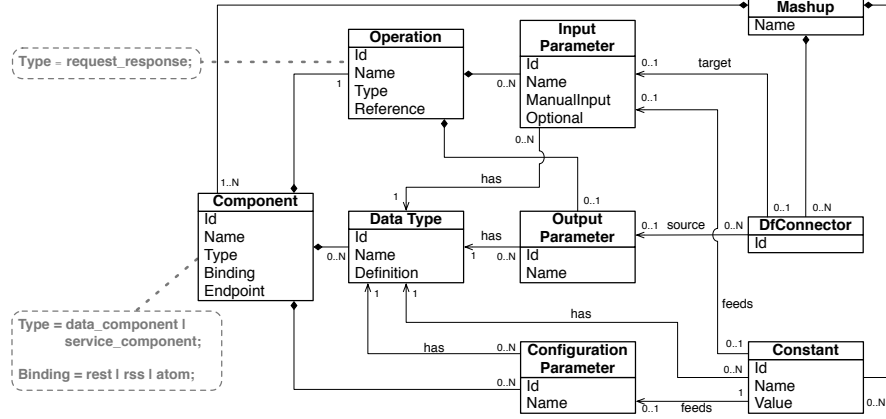 Mashup
Name
Operation
Id
Name
Type
Reference
Input
Parameter
Id
Name
ManualInput
Optional
Type = request_response;
1
0..N
0..1
target
0..1
0..N
1..N
has
1
0..1
0..1
0..N
Component
Id
Name
Type
Binding
Endpoint
0..N
Data Type
Id
Name
Definition
has
1
0..N
Output
Parameter
Id
Name
0..1
source
0..N
DfConnector
Id
1
1
feeds
Type = data_component |
service_component;
Binding = rest | rss | atom;
has
has
0..N
0..N
Configuration
Parameter
Id
Name
0..1
feeds
0..1
0..N
1
Constant
Id
Name
Value
0..N